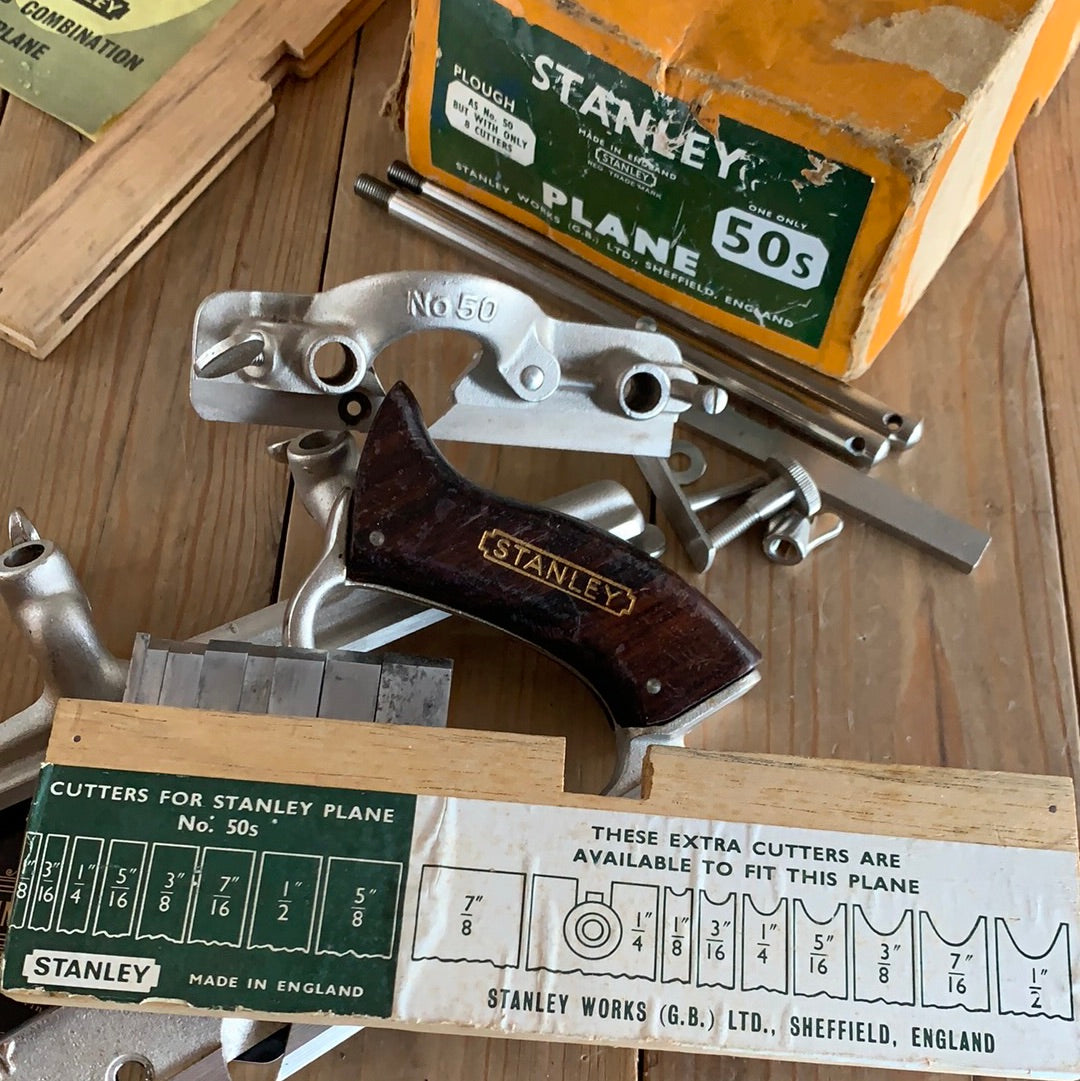 STANLEY
COMBINATION
PLANE
PLOUGH
AS No. 50
BUT WITH ONLY
8 CUTTERS
STANLEY
MADE IN ENGLAND
STANLEY
REG TRADE MARK
PLANE
ONE ONLY
50s
STANLEY WORKS (G.B.) LTD., SHEFFIELD, ENGLAND
No 50
STANLEY
CUTTERS FOR STANLEY PLANE
No. 50s
1/8" 3/16" 1/4" 5/16" 3/8" 7/16" 1/2" 5/8"
STANLEY MADE IN ENGLAND
THESE EXTRA CUTTERS ARE
AVAILABLE TO FIT THIS PLANE
7/8" 1/4" 1/8" 3/16" 1/4" 5/16" 3/8" 7/16" 1/2"
STANLEY WORKS (G.B.) LTD., SHEFFIELD, ENGLAND